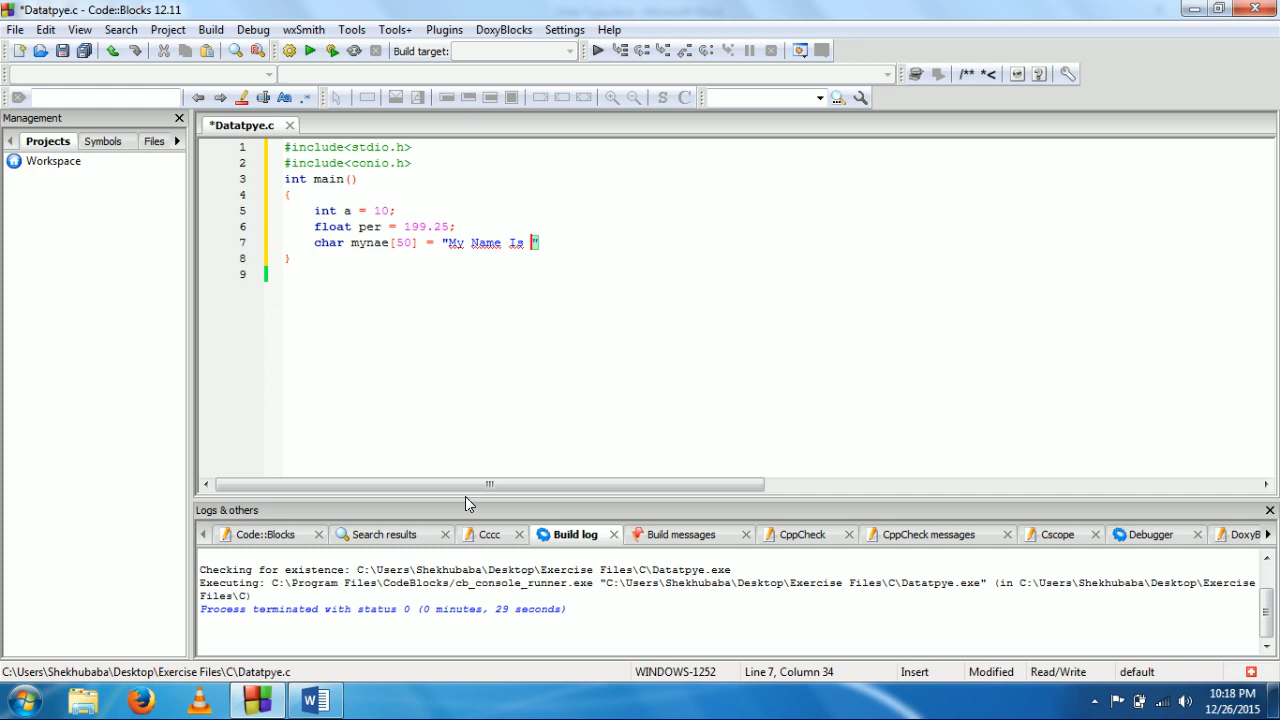 *Datatpye.c - Code::Blocks 12.11
File Edit View Search Project Build Debug wxSmith Tools Tools+ Plugins DoxyBlocks Settings Help
Build target:
/** *<
Aa .* S C
Management
*Datatpye.c
Projects Symbols Files
Workspace
1 #include<stdio.h>
2 #include<conio.h>
3 int main()
4 {
5 int a = 10;
6 float per = 199.25;
7 char mynae[50] = "My Name Is "
8 }
9
Logs & others
Code::Blocks Search results Cccc Build log Build messages CppCheck CppCheck messages Cscope Debugger DoxyB
Checking for existence: C:\Users\Shekhubaba\Desktop\Exercise Files\C\Datatpye.exe
Executing: C:\Program Files\CodeBlocks/cb_console_runner.exe "C:\Users\Shekhubaba\Desktop\Exercise Files\C\Datatpye.exe" (in C:\Users\Shekhubaba\Desktop\Exercise
Files\C)
Process terminated with status 0 (0 minutes, 29 seconds)
C:\Users\Shekhubaba\Desktop\Exercise Files\C\Datatpye.c WINDOWS-1252 Line 7, Column 34 Insert Modified Read/Write default
10:18 PM
12/26/2015